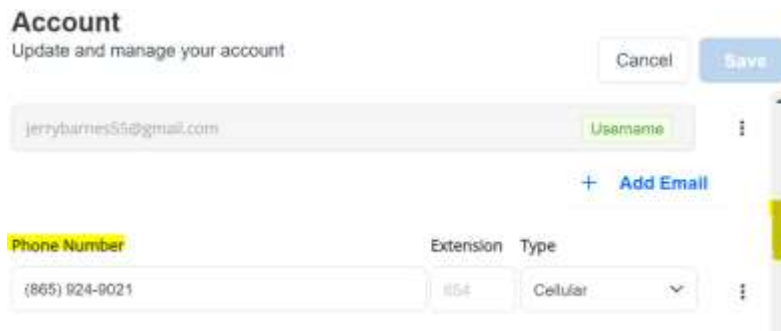 Account
Update and manage your account
Cancel
Save
jerrybarnes55@gmail.com
Username
+ Add Email
Phone Number
Extension
Type
(865) 924-9021
654
Cellular